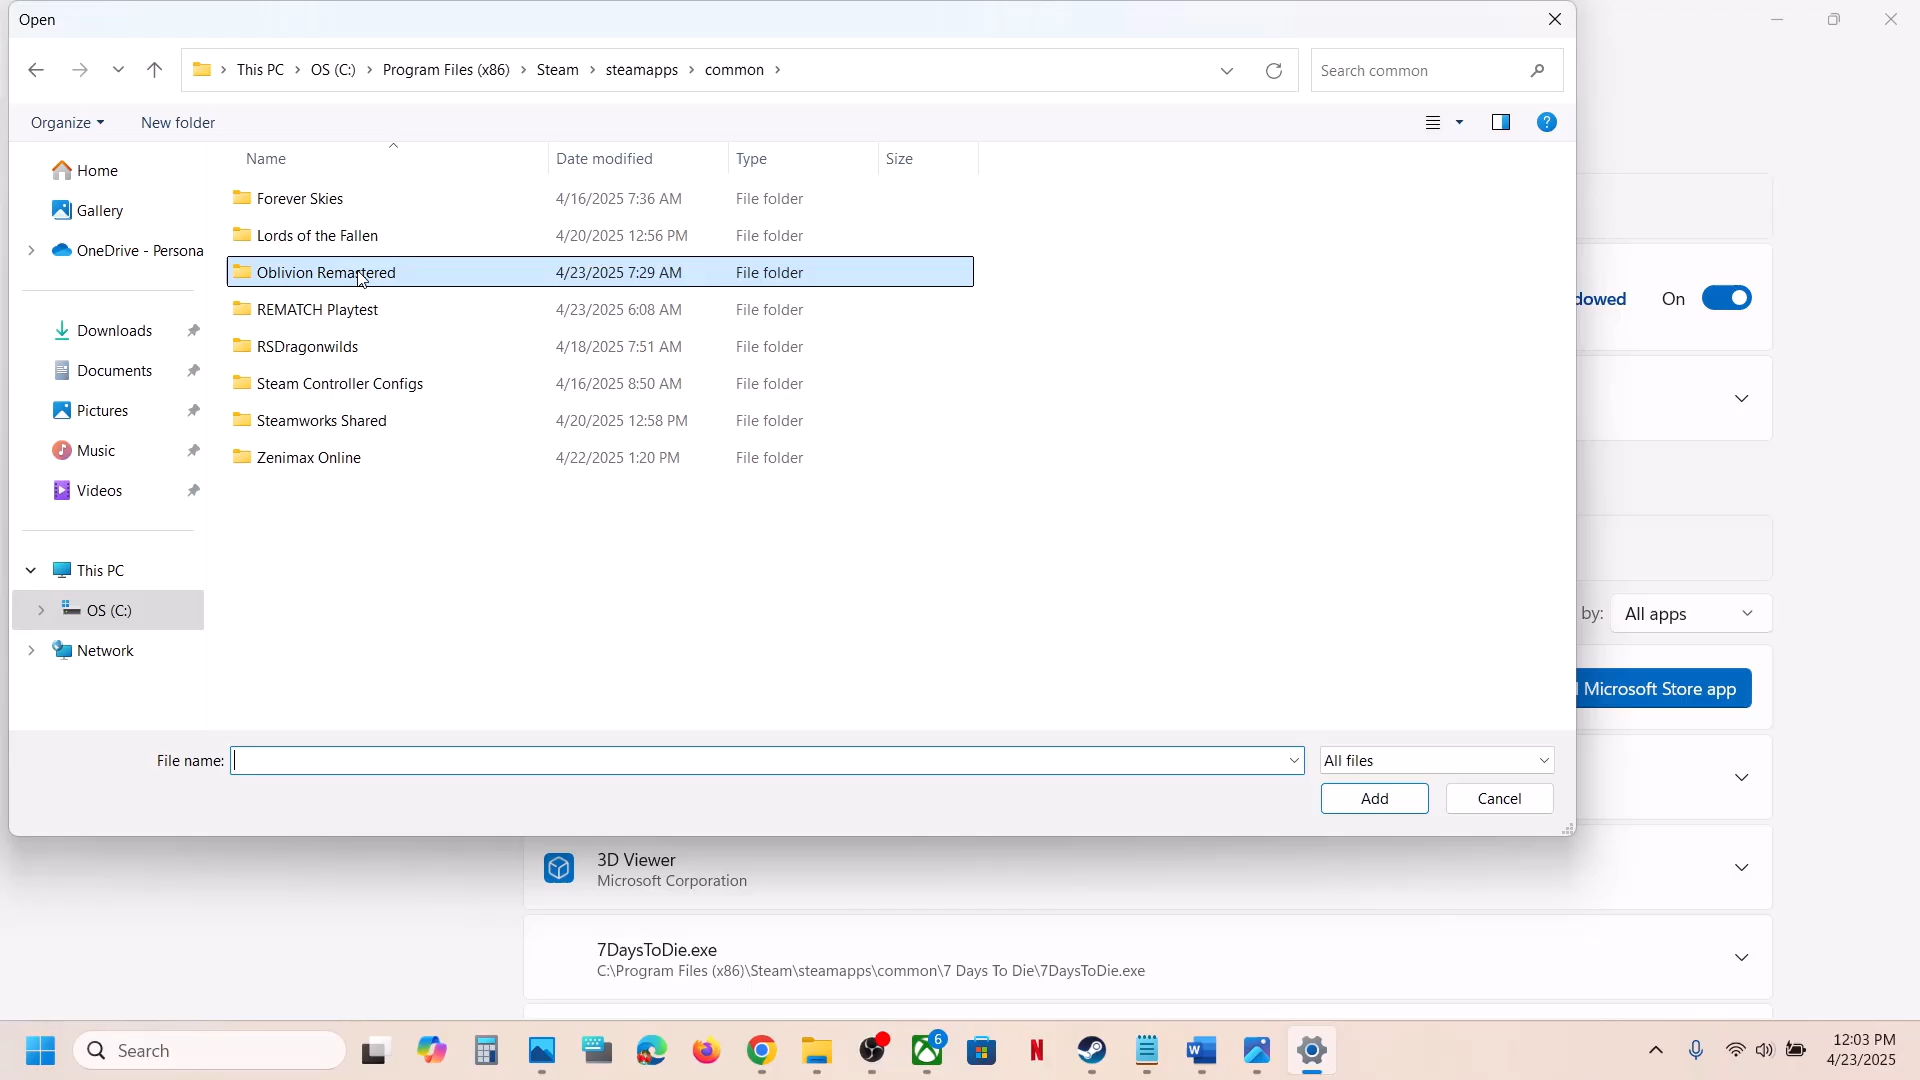 Open
This PC > OS (C:) > Program Files (x86) > Steam > steamapps > common >
Search common
Organize
New folder
Name
Date modified
Type
Size
Home
Gallery
OneDrive - Persona
Downloads
Documents
Pictures
Music
Videos
This PC
OS (C:)
Network
Forever Skies 4/16/2025 7:36 AM File folder
Lords of the Fallen 4/20/2025 12:56 PM File folder
Oblivion Remastered 4/23/2025 7:29 AM File folder
REMATCH Playtest 4/23/2025 6:08 AM File folder
RSDragonwilds 4/18/2025 7:51 AM File folder
Steam Controller Configs 4/16/2025 8:50 AM File folder
Steamworks Shared 4/20/2025 12:58 PM File folder
Zenimax Online 4/22/2025 1:20 PM File folder
File name:
All files
Add
Cancel
dowed On
by: All apps
Microsoft Store app
3D Viewer
Microsoft Corporation
7DaysToDie.exe
C:\Program Files (x86)\Steam\steamapps\common\7 Days To Die\7DaysToDie.exe
Search
6
12:03 PM
4/23/2025